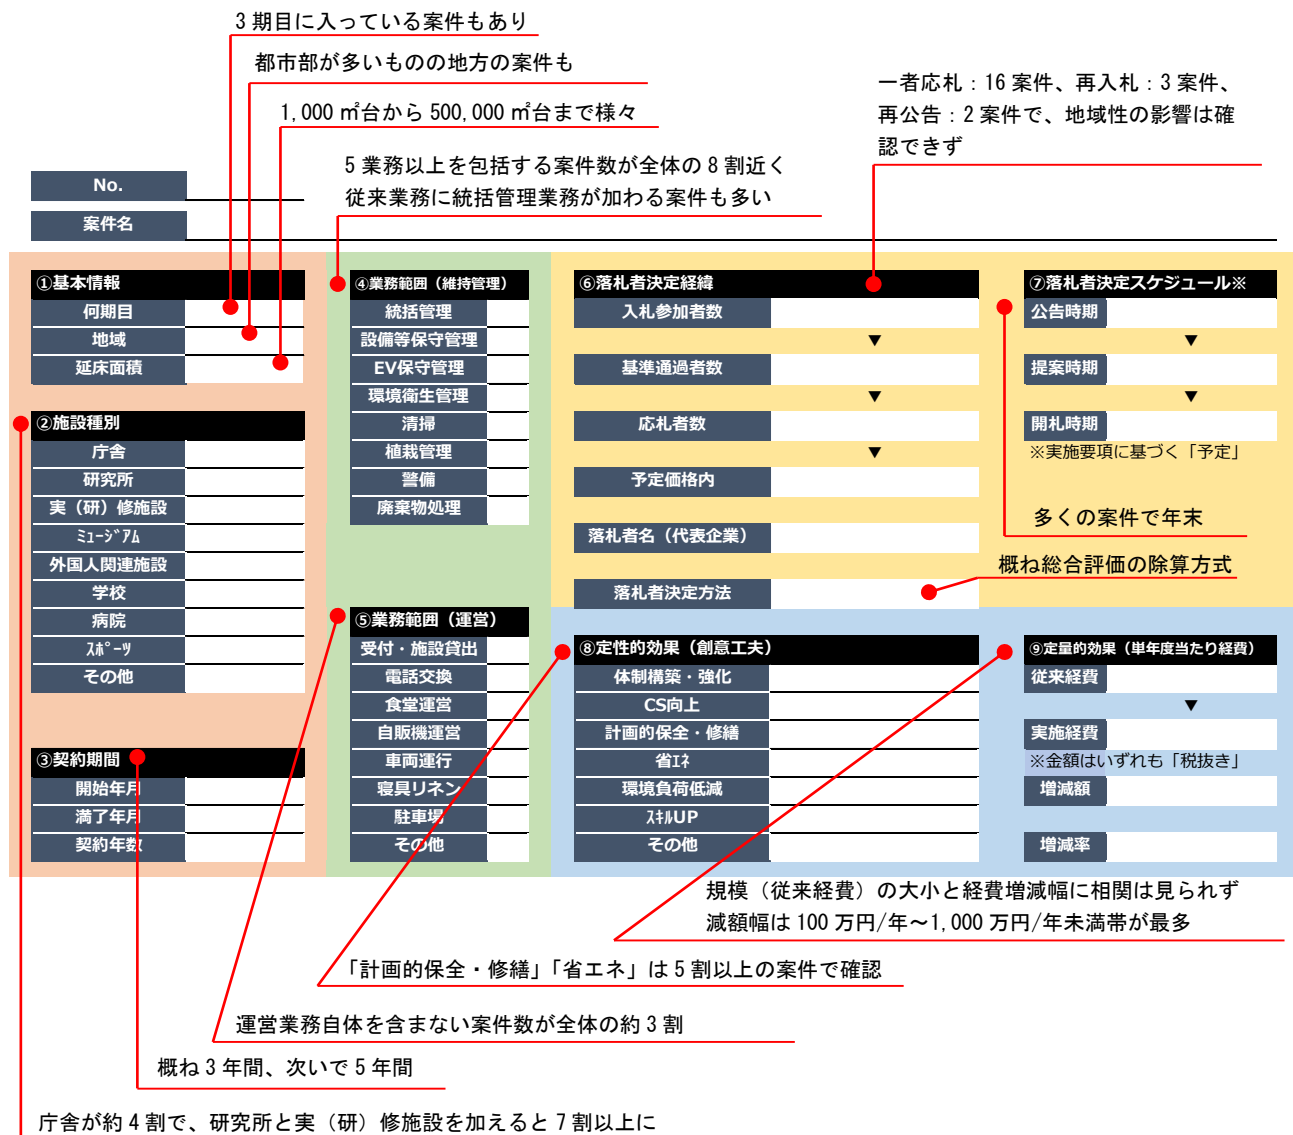 3期目に入っている案件もあり
都市部が多いものの地方の案件も
1,000㎡台から500,000㎡台まで様々
5業務以上を包括する案件数が全体の8割近く
従来業務に統括管理業務が加わる案件も多い
一者応札：16案件、再入札：3案件、
再公告：2案件で、地域性の影響は確
認できず
No.
案件名
①基本情報
何期目
地域
延床面積
②施設種別
庁舎
研究所
実（研）修施設
ﾐｭｰｼﾞｱﾑ
外国人関連施設
学校
病院
ｽﾎﾟｰﾂ
その他
③契約期間
開始年月
満了年月
契約年数
④業務範囲（維持管理）
統括管理
設備等保守管理
EV保守管理
環境衛生管理
清掃
植栽管理
警備
廃棄物処理
⑤業務範囲（運営）
受付・施設貸出
電話交換
食堂運営
自販機運営
車両運行
寝具リネン
駐車場
その他
⑥落札者決定経緯
入札参加者数
▼
基準通過者数
▼
応札者数
▼
予定価格内
落札者名（代表企業）
落札者決定方法
⑦落札者決定スケジュール※
公告時期
▼
提案時期
▼
開札時期
※実施要項に基づく「予定」
多くの案件で年末
概ね総合評価の除算方式
⑧定性的効果（創意工夫）
体制構築・強化
CS向上
計画的保全・修繕
省ｴﾈ
環境負荷低減
ｽｷﾙUP
その他
⑨定量的効果（単年度当たり経費）
従来経費
▼
実施経費
※金額はいずれも「税抜き」
増減額
増減率
規模（従来経費）の大小と経費増減幅に相関は見られず
減額幅は100万円/年～1,000万円/年未満帯が最多
「計画的保全・修繕」「省エネ」は5割以上の案件で確認
運営業務自体を含まない案件数が全体の約3割
概ね3年間、次いで5年間
庁舎が約4割で、研究所と実（研）修施設を加えると7割以上に